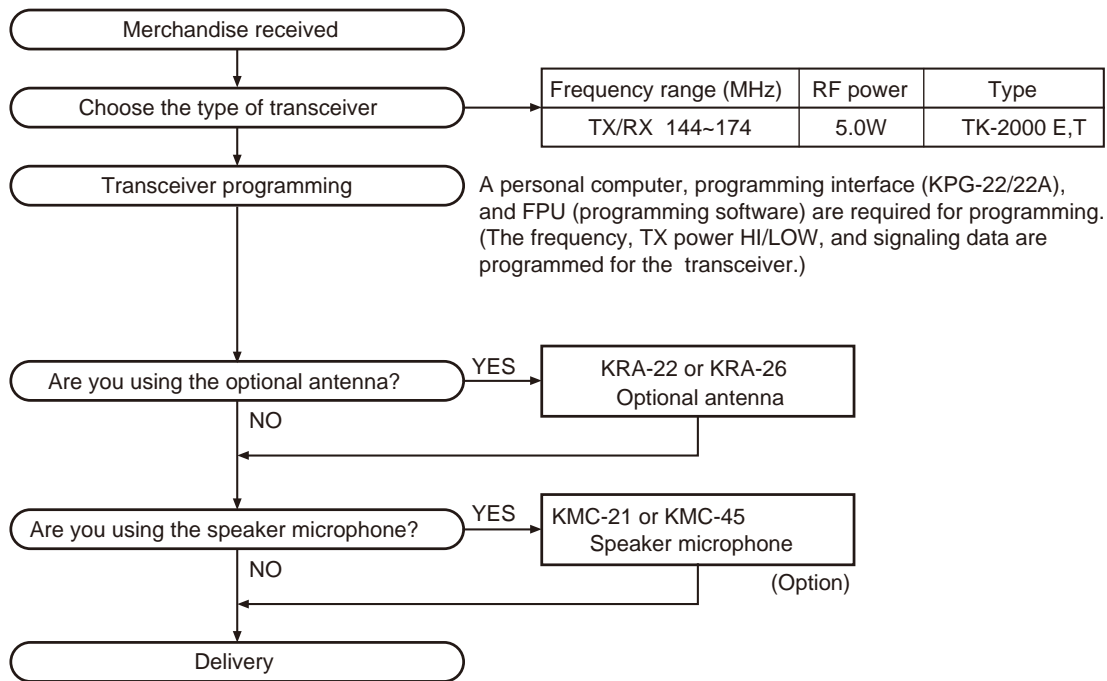 Merchandise received
Choose the type of transceiver
Frequency range (MHz) RF power Type
TX/RX 144~174 5.0W TK-2000 E,T
Transceiver programming
A personal computer, programming interface (KPG-22/22A),
and FPU (programming software) are required for programming.
(The frequency, TX power HI/LOW, and signaling data are
programmed for the transceiver.)
Are you using the optional antenna?
YES
KRA-22 or KRA-26
Optional antenna
NO
Are you using the speaker microphone?
YES
KMC-21 or KMC-45
Speaker microphone
(Option)
NO
Delivery